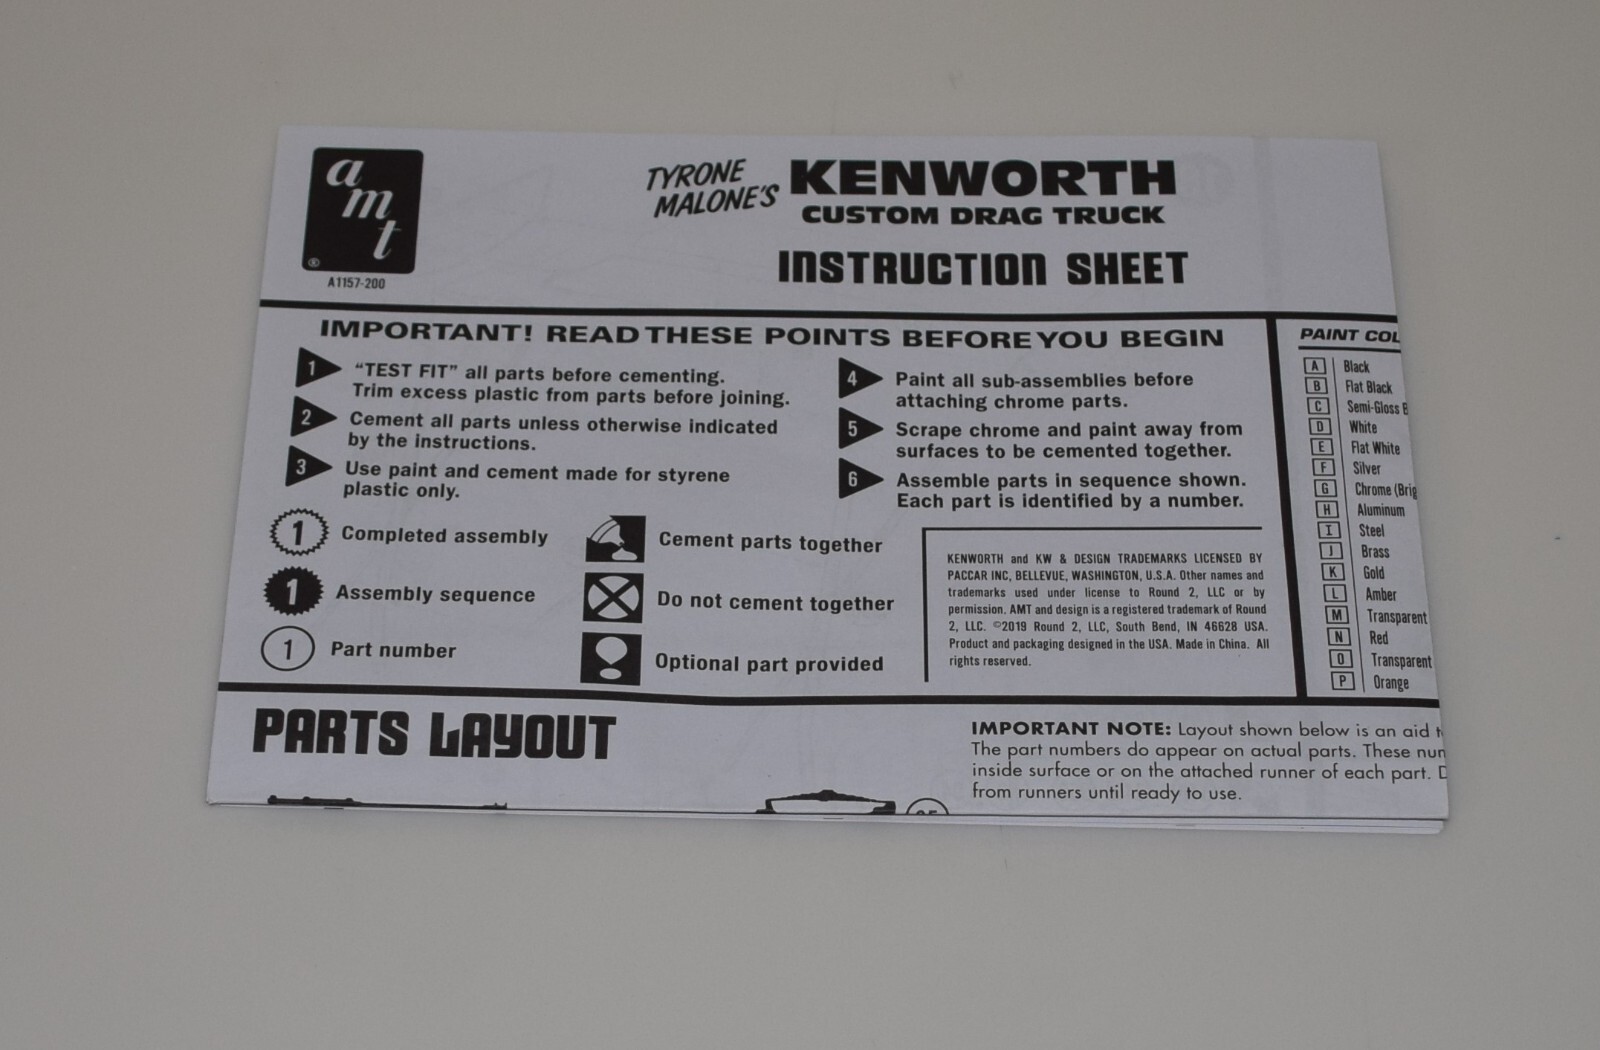 amt
®
A1157-200
TYRONE
MALONE'S
KENWORTH
CUSTOM DRAG TRUCK
INSTRUCTION SHEET
IMPORTANT! READ THESE POINTS BEFORE YOU BEGIN
1 "TEST FIT" all parts before cementing.
Trim excess plastic from parts before joining.
2 Cement all parts unless otherwise indicated
by the instructions.
3 Use paint and cement made for styrene
plastic only.
4 Paint all sub-assemblies before
attaching chrome parts.
5 Scrape chrome and paint away from
surfaces to be cemented together.
6 Assemble parts in sequence shown.
Each part is identified by a number.
1 Completed assembly
1 Assembly sequence
1 Part number
Cement parts together
Do not cement together
Optional part provided
KENWORTH and KW & DESIGN TRADEMARKS LICENSED BY
PACCAR INC, BELLEVUE, WASHINGTON, U.S.A. Other names and
trademarks used under license to Round 2, LLC or by
permission. AMT and design is a registered trademark of Round
2, LLC. ©2019 Round 2, LLC, South Bend, IN 46628 USA.
Product and packaging designed in the USA. Made in China. All
rights reserved.
PAINT COL
A Black
B Flat Black
C Semi-Gloss B
D White
E Flat White
F Silver
G Chrome (Brig
H Aluminum
I Steel
J Brass
K Gold
L Amber
M Transparent
N Red
O Transparent
P Orange
PARTS LAYOUT
IMPORTANT NOTE: Layout shown below is an aid t
The part numbers do appear on actual parts. These num
inside surface or on the attached runner of each part. D
from runners until ready to use.